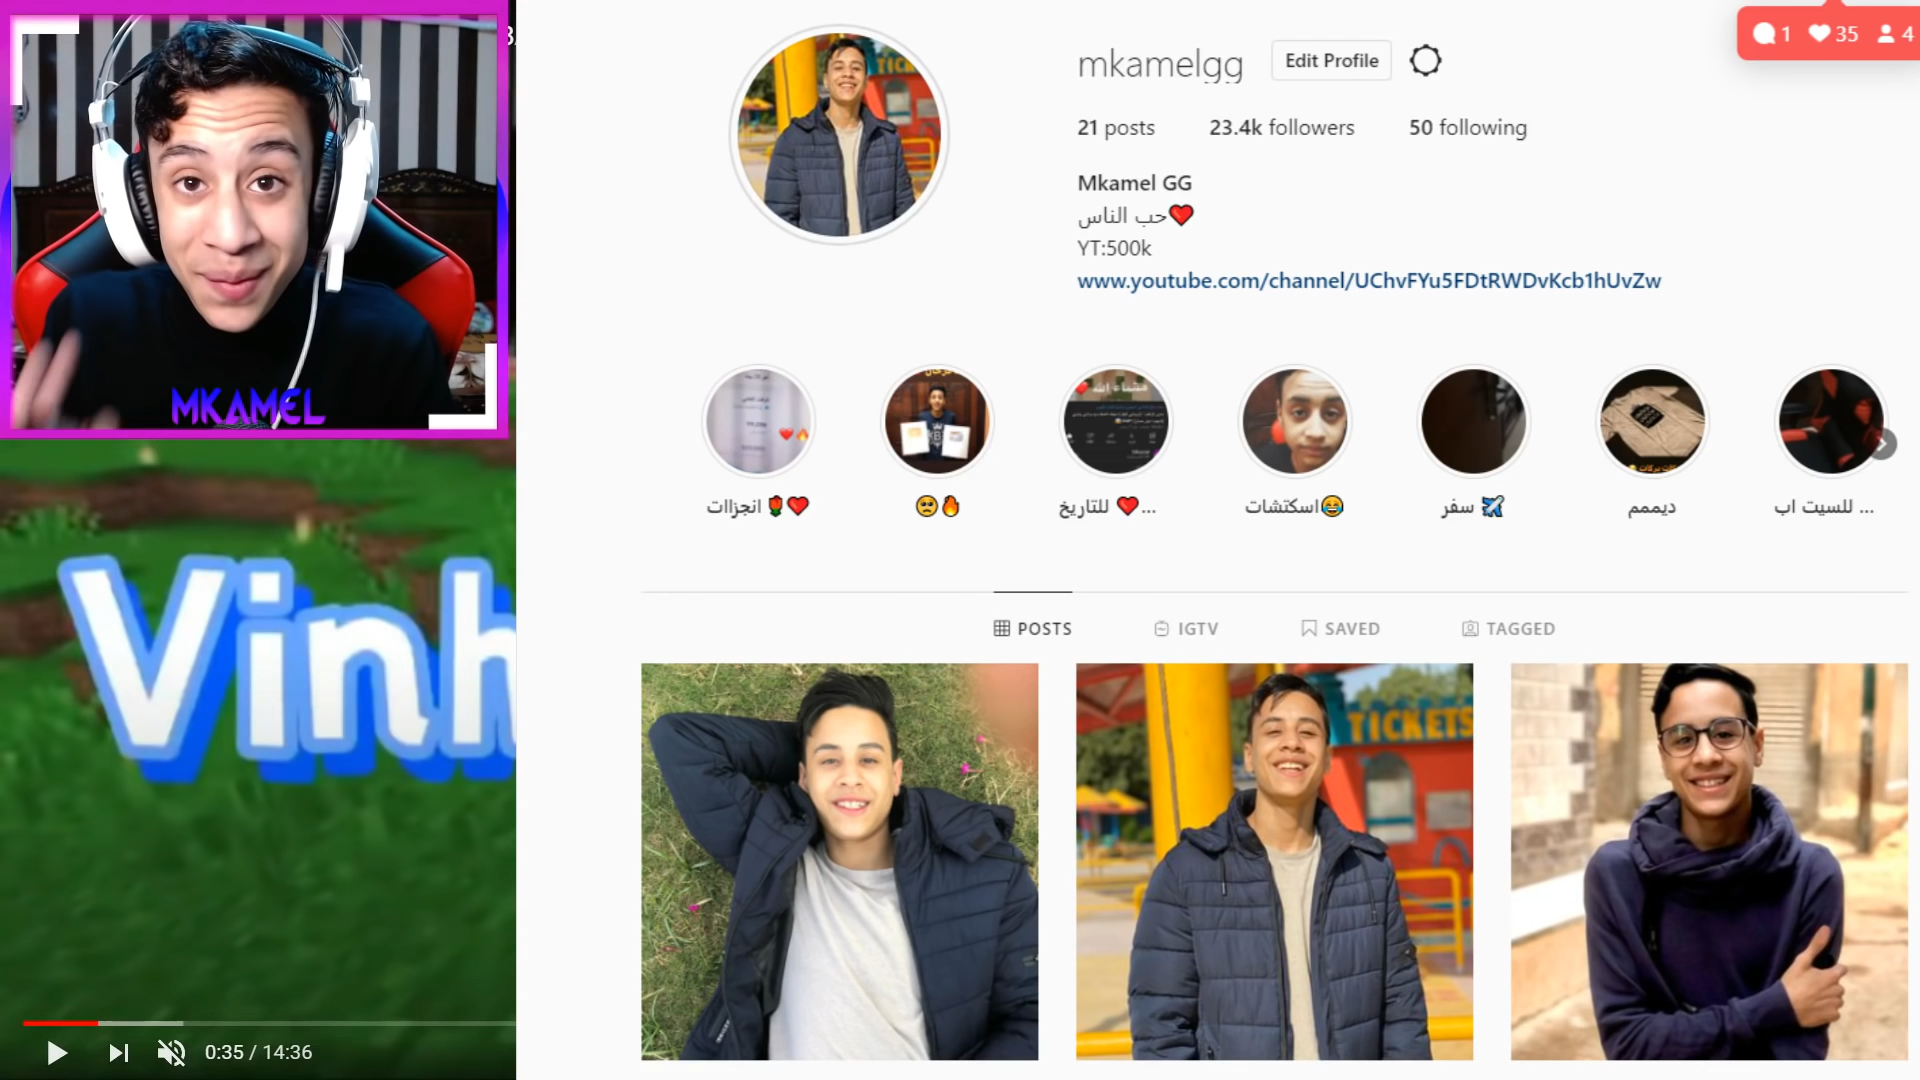 MKAMEL
Vinh
0:35 / 14:36
mkamelgg
Edit Profile
1 35 4
21 posts 23.4k followers 50 following
Mkamel GG
حب الناس❤️
YT:500k
www.youtube.com/channel/UChvFYu5FDtRWDvKcb1hUvZw
انجزاات 🌹❤️
🥺🔥
للتاريخ ❤️...
اسكتشات😂
سفر ✈️
ديممم
للسيت اب ...
POSTS IGTV SAVED TAGGED
TICKETS